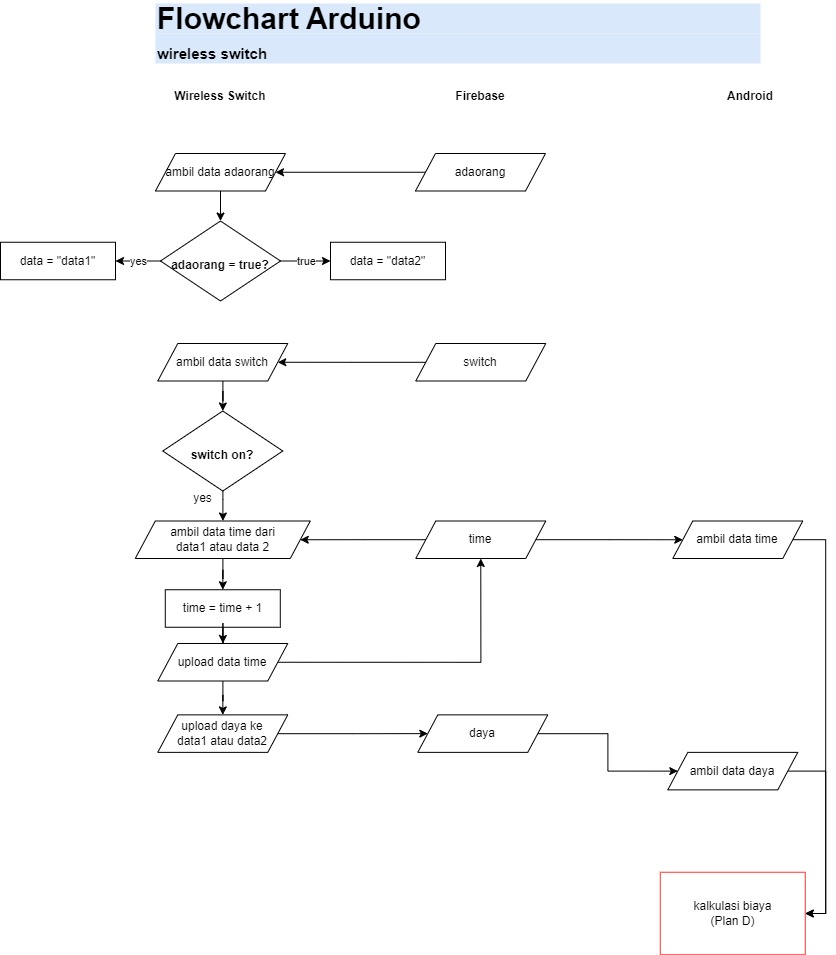 Flowchart Arduino
wireless switch
Wireless Switch
Firebase
Android
ambil data adaorang
adaorang
data = "data1"
yes
adaorang = true?
true
data = "data2"
ambil data switch
switch
switch on?
yes
ambil data time dari
data1 atau data 2
time
ambil data time
time = time + 1
upload data time
upload daya ke
data1 atau data2
daya
ambil data daya
kalkulasi biaya
(Plan D)